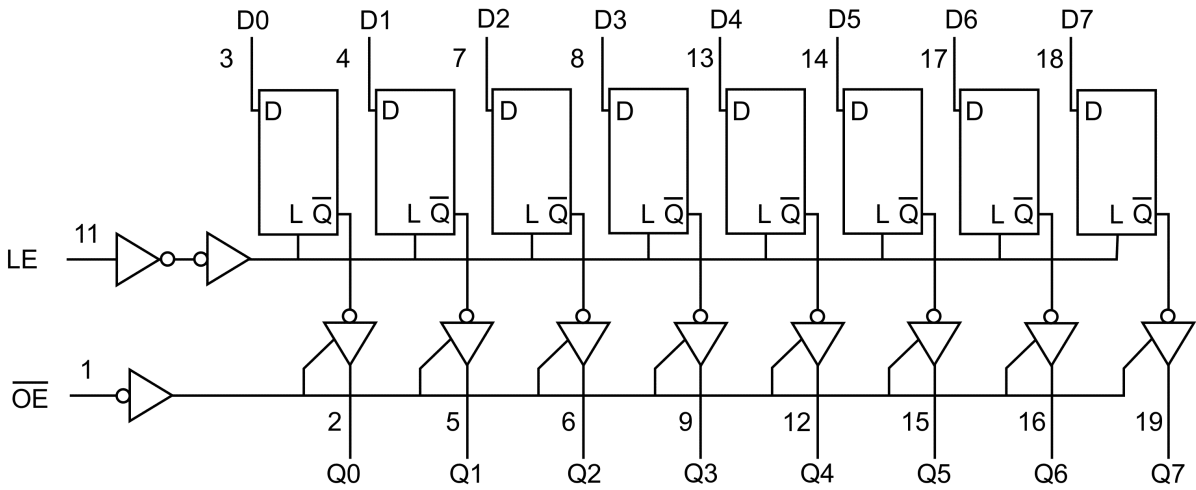 D0 D1 D2 D3 D4 D5 D6 D7
3 4 7 8 13 14 17 18
D D D D D D D D
L Q̅ L Q̅ L Q̅ L Q̅ L Q̅ L Q̅ L Q̅ L Q̅
11
LE
1
O̅E̅
2 5 6 9 12 15 16 19
Q0 Q1 Q2 Q3 Q4 Q5 Q6 Q7